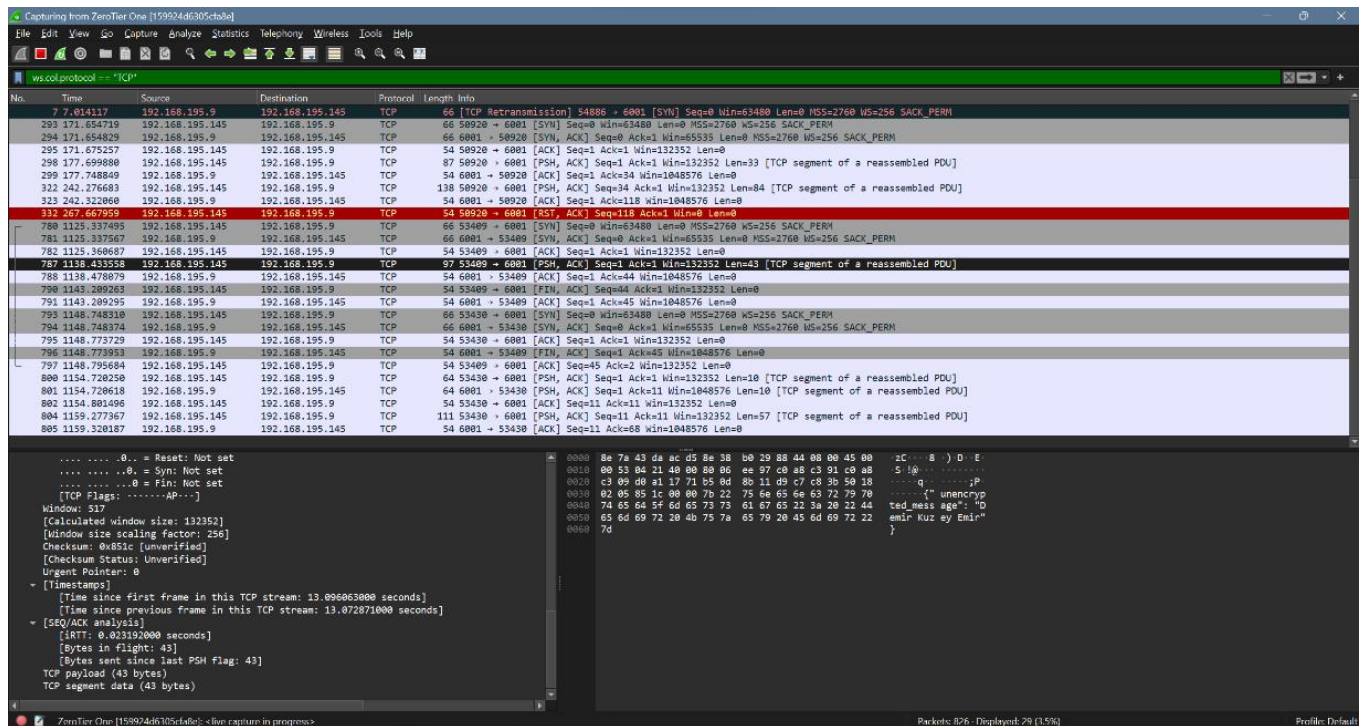 Capturing from ZeroTier One [159924d6305cfa8e]
File Edit View Go Capture Analyze Statistics Telephony Wireless Tools Help
ws.col.protocol == "TCP"
No. Time Source Destination Protocol Length Info
7 7.014117 192.168.195.9 192.168.195.145 TCP 66 [TCP Retransmission] 54886 → 6001 [SYN] Seq=0 Win=63480 Len=0 MSS=2760 WS=256 SACK_PERM
293 171.654719 192.168.195.145 192.168.195.9 TCP 66 50920 → 6001 [SYN] Seq=0 Win=63480 Len=0 MSS=2760 WS=256 SACK_PERM
294 171.654829 192.168.195.9 192.168.195.145 TCP 66 6001 → 50920 [SYN, ACK] Seq=0 Ack=1 Win=65535 Len=0 MSS=2760 WS=256 SACK_PERM
295 171.675257 192.168.195.145 192.168.195.9 TCP 54 50920 → 6001 [ACK] Seq=1 Ack=1 Win=132352 Len=0
298 177.699880 192.168.195.145 192.168.195.9 TCP 87 50920 → 6001 [PSH, ACK] Seq=1 Ack=1 Win=132352 Len=33 [TCP segment of a reassembled PDU]
299 177.748849 192.168.195.9 192.168.195.145 TCP 54 6001 → 50920 [ACK] Seq=1 Ack=34 Win=1048576 Len=0
322 242.276683 192.168.195.145 192.168.195.9 TCP 138 50920 → 6001 [PSH, ACK] Seq=34 Ack=1 Win=132352 Len=84 [TCP segment of a reassembled PDU]
323 242.322060 192.168.195.9 192.168.195.145 TCP 54 6001 → 50920 [ACK] Seq=1 Ack=118 Win=1048576 Len=0
332 267.667959 192.168.195.145 192.168.195.9 TCP 54 50920 → 6001 [RST, ACK] Seq=118 Ack=1 Win=0 Len=0
780 1125.337495 192.168.195.145 192.168.195.9 TCP 66 53409 → 6001 [SYN] Seq=0 Win=63480 Len=0 MSS=2760 WS=256 SACK_PERM
781 1125.337567 192.168.195.9 192.168.195.145 TCP 66 6001 → 53409 [SYN, ACK] Seq=0 Ack=1 Win=65535 Len=0 MSS=2760 WS=256 SACK_PERM
782 1125.360687 192.168.195.145 192.168.195.9 TCP 54 53409 → 6001 [ACK] Seq=1 Ack=1 Win=132352 Len=0
787 1138.433558 192.168.195.145 192.168.195.9 TCP 97 53409 → 6001 [PSH, ACK] Seq=1 Ack=1 Win=132352 Len=43 [TCP segment of a reassembled PDU]
788 1138.478079 192.168.195.9 192.168.195.145 TCP 54 6001 → 53409 [ACK] Seq=1 Ack=44 Win=1048576 Len=0
790 1143.209263 192.168.195.145 192.168.195.9 TCP 54 53409 → 6001 [FIN, ACK] Seq=44 Ack=1 Win=132352 Len=0
791 1143.209295 192.168.195.9 192.168.195.145 TCP 54 6001 → 53409 [ACK] Seq=1 Ack=45 Win=1048576 Len=0
793 1148.748310 192.168.195.145 192.168.195.9 TCP 66 53430 → 6001 [SYN] Seq=0 Win=63480 Len=0 MSS=2760 WS=256 SACK_PERM
794 1148.748374 192.168.195.9 192.168.195.145 TCP 66 6001 → 53430 [SYN, ACK] Seq=0 Ack=1 Win=65535 Len=0 MSS=2760 WS=256 SACK_PERM
795 1148.773729 192.168.195.145 192.168.195.9 TCP 54 53430 → 6001 [ACK] Seq=1 Ack=1 Win=132352 Len=0
796 1148.773953 192.168.195.9 192.168.195.145 TCP 54 6001 → 53409 [FIN, ACK] Seq=1 Ack=45 Win=1048576 Len=0
797 1148.795684 192.168.195.145 192.168.195.9 TCP 54 53409 → 6001 [ACK] Seq=45 Ack=2 Win=132352 Len=0
800 1154.720250 192.168.195.145 192.168.195.9 TCP 64 53430 → 6001 [PSH, ACK] Seq=1 Ack=1 Win=132352 Len=10 [TCP segment of a reassembled PDU]
801 1154.720618 192.168.195.9 192.168.195.145 TCP 64 6001 → 53430 [PSH, ACK] Seq=1 Ack=11 Win=1048576 Len=10 [TCP segment of a reassembled PDU]
802 1154.801496 192.168.195.145 192.168.195.9 TCP 54 53430 → 6001 [ACK] Seq=11 Ack=11 Win=132352 Len=0
804 1159.277367 192.168.195.145 192.168.195.9 TCP 111 53430 → 6001 [PSH, ACK] Seq=11 Ack=11 Win=132352 Len=57 [TCP segment of a reassembled PDU]
805 1159.320187 192.168.195.9 192.168.195.145 TCP 54 6001 → 53430 [ACK] Seq=11 Ack=68 Win=1048576 Len=0
.... .... .0.. = Reset: Not set
.... .... ..0. = Syn: Not set
.... .... ...0 = Fin: Not set
[TCP Flags: ·······AP···]
Window: 517
[Calculated window size: 132352]
[Window size scaling factor: 256]
Checksum: 0x851c [unverified]
[Checksum Status: Unverified]
Urgent Pointer: 0
[Timestamps]
[Time since first frame in this TCP stream: 13.096063000 seconds]
[Time since previous frame in this TCP stream: 13.072871000 seconds]
[SEQ/ACK analysis]
[iRTT: 0.023192000 seconds]
[Bytes in flight: 43]
[Bytes sent since last PSH flag: 43]
TCP payload (43 bytes)
TCP segment data (43 bytes)
0000 8e 7a 43 da ac d5 8e 38 b0 29 88 44 08 00 45 00 ·zC····8 ·)·D··E·
0010 00 53 04 21 40 00 80 06 ee 97 c0 a8 c3 91 c0 a8 ·S·!@··· ········
0020 c3 09 d0 a1 17 71 b5 0d 8b 11 d9 c7 c8 3b 50 18 ·····q·· ·····;P·
0030 02 05 85 1c 00 00 7b 22 75 6e 65 6e 63 72 79 70 ······{" unencryp
0040 74 65 64 5f 6d 65 73 73 61 67 65 22 3a 20 22 44 ted_mess age": "D
0050 65 6d 69 72 20 4b 75 7a 65 79 20 45 6d 69 72 22 emir Kuz ey Emir"
0060 7d }
ZeroTier One [159924d6305cfa8e]: <live capture in progress>
Packets: 826 · Displayed: 29 (3.5%)
Profile: Default